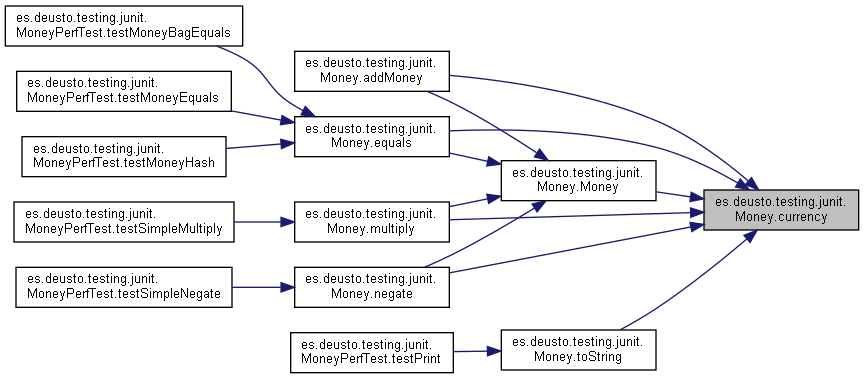 es.deusto.testing.junit.
MoneyPerfTest.testMoneyBagEquals
es.deusto.testing.junit.
MoneyPerfTest.testMoneyEquals
es.deusto.testing.junit.
MoneyPerfTest.testMoneyHash
es.deusto.testing.junit.
MoneyPerfTest.testSimpleMultiply
es.deusto.testing.junit.
MoneyPerfTest.testSimpleNegate
es.deusto.testing.junit.
Money.addMoney
es.deusto.testing.junit.
Money.equals
es.deusto.testing.junit.
Money.multiply
es.deusto.testing.junit.
Money.negate
es.deusto.testing.junit.
MoneyPerfTest.testPrint
es.deusto.testing.junit.
Money.Money
es.deusto.testing.junit.
Money.toString
es.deusto.testing.junit.
Money.currency